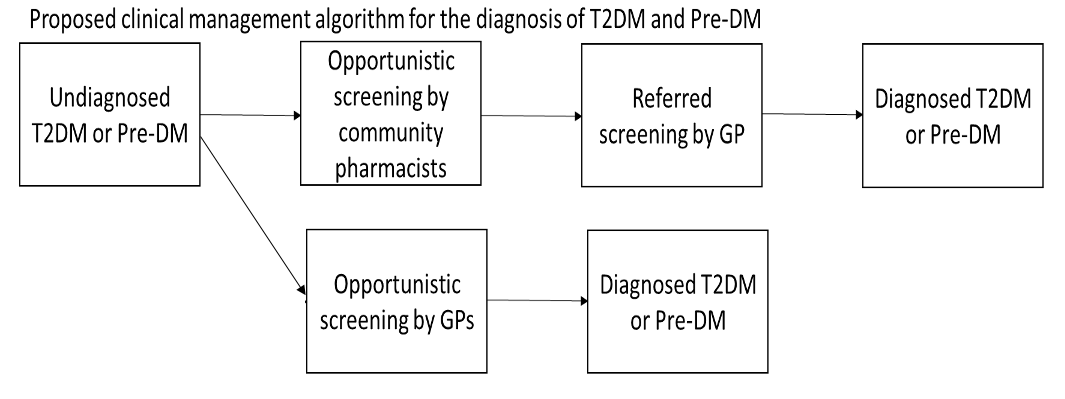 Proposed clinical management algorithm for the diagnosis of T2DM and Pre-DM
Undiagnosed
T2DM or Pre-DM
Opportunistic
screening by
community
pharmacists
Referred
screening by GP
Diagnosed T2DM
or Pre-DM
Opportunistic
screening by GPs
Diagnosed T2DM
or Pre-DM